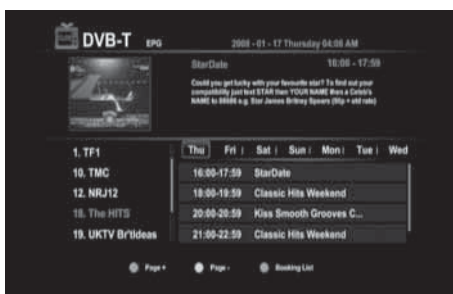 DVB-T EPG 2008 - 01 - 17 Thursday 04:06 AM
StarDate 16:00 - 17:59
Could you get lucky with your favourite star? To find out your
compatibility just text STAR then YOUR NAME then a Celeb's
NAME to 88686 e.g. Star James Britney Spears (50p + std rate)
Thu Fri Sat Sun Mon Tue Wed
1. TF1
10. TMC
12. NRJ12
18. The HITS
19. UKTV Br'tIdeas
16:00-17:59 StarDate
18:00-19:59 Classic Hits Weekend
20:00-20:59 Kiss Smooth Grooves C...
21:00-22:59 Classic Hits Weekend
Page + Page - Booking List